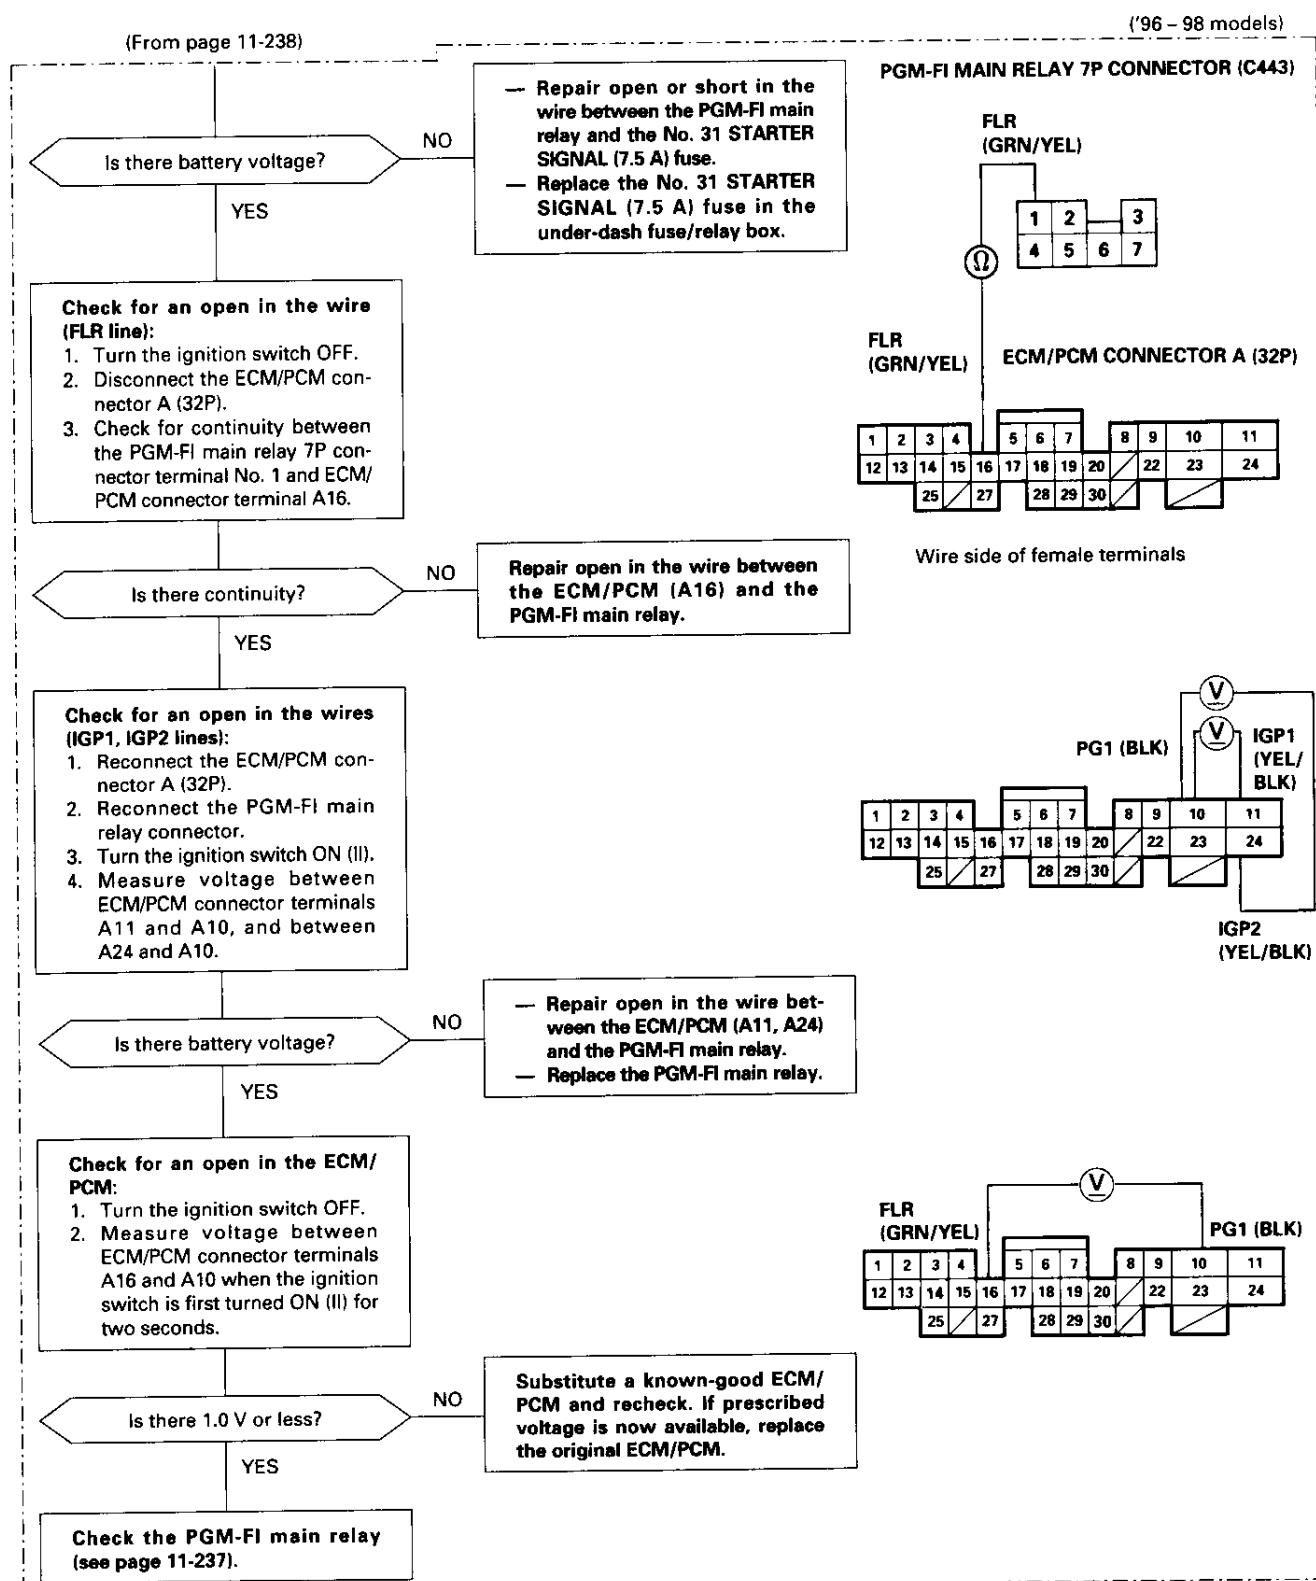 (From page 11-238)
('96 – 98 models)
Is there battery voltage?
NO
— Repair open or short in the
wire between the PGM-FI main
relay and the No. 31 STARTER
SIGNAL (7.5 A) fuse.
— Replace the No. 31 STARTER
SIGNAL (7.5 A) fuse in the
under-dash fuse/relay box.
YES
PGM-FI MAIN RELAY 7P CONNECTOR (C443)
FLR
(GRN/YEL)
1 2 3
4 5 6 7
Ω
Check for an open in the wire
(FLR line):
1. Turn the ignition switch OFF.
2. Disconnect the ECM/PCM con-
nector A (32P).
3. Check for continuity between
the PGM-FI main relay 7P con-
nector terminal No. 1 and ECM/
PCM connector terminal A16.
FLR
(GRN/YEL)
ECM/PCM CONNECTOR A (32P)
1 2 3 4 5 6 7 8 9 10 11
12 13 14 15 16 17 18 19 20 22 23 24
25 27 28 29 30
Wire side of female terminals
Is there continuity?
NO
Repair open in the wire between
the ECM/PCM (A16) and the
PGM-FI main relay.
YES
Check for an open in the wires
(IGP1, IGP2 lines):
1. Reconnect the ECM/PCM con-
nector A (32P).
2. Reconnect the PGM-FI main
relay connector.
3. Turn the ignition switch ON (II).
4. Measure voltage between
ECM/PCM connector terminals
A11 and A10, and between
A24 and A10.
V
V
PG1 (BLK)
IGP1
(YEL/
BLK)
1 2 3 4 5 6 7 8 9 10 11
12 13 14 15 16 17 18 19 20 22 23 24
25 27 28 29 30
IGP2
(YEL/BLK)
Is there battery voltage?
NO
— Repair open in the wire bet-
ween the ECM/PCM (A11, A24)
and the PGM-FI main relay.
— Replace the PGM-FI main relay.
YES
Check for an open in the ECM/
PCM:
1. Turn the ignition switch OFF.
2. Measure voltage between
ECM/PCM connector terminals
A16 and A10 when the ignition
switch is first turned ON (II) for
two seconds.
V
FLR
(GRN/YEL)
PG1 (BLK)
1 2 3 4 5 6 7 8 9 10 11
12 13 14 15 16 17 18 19 20 22 23 24
25 27 28 29 30
Is there 1.0 V or less?
NO
Substitute a known-good ECM/
PCM and recheck. If prescribed
voltage is now available, replace
the original ECM/PCM.
YES
Check the PGM-FI main relay
(see page 11-237).